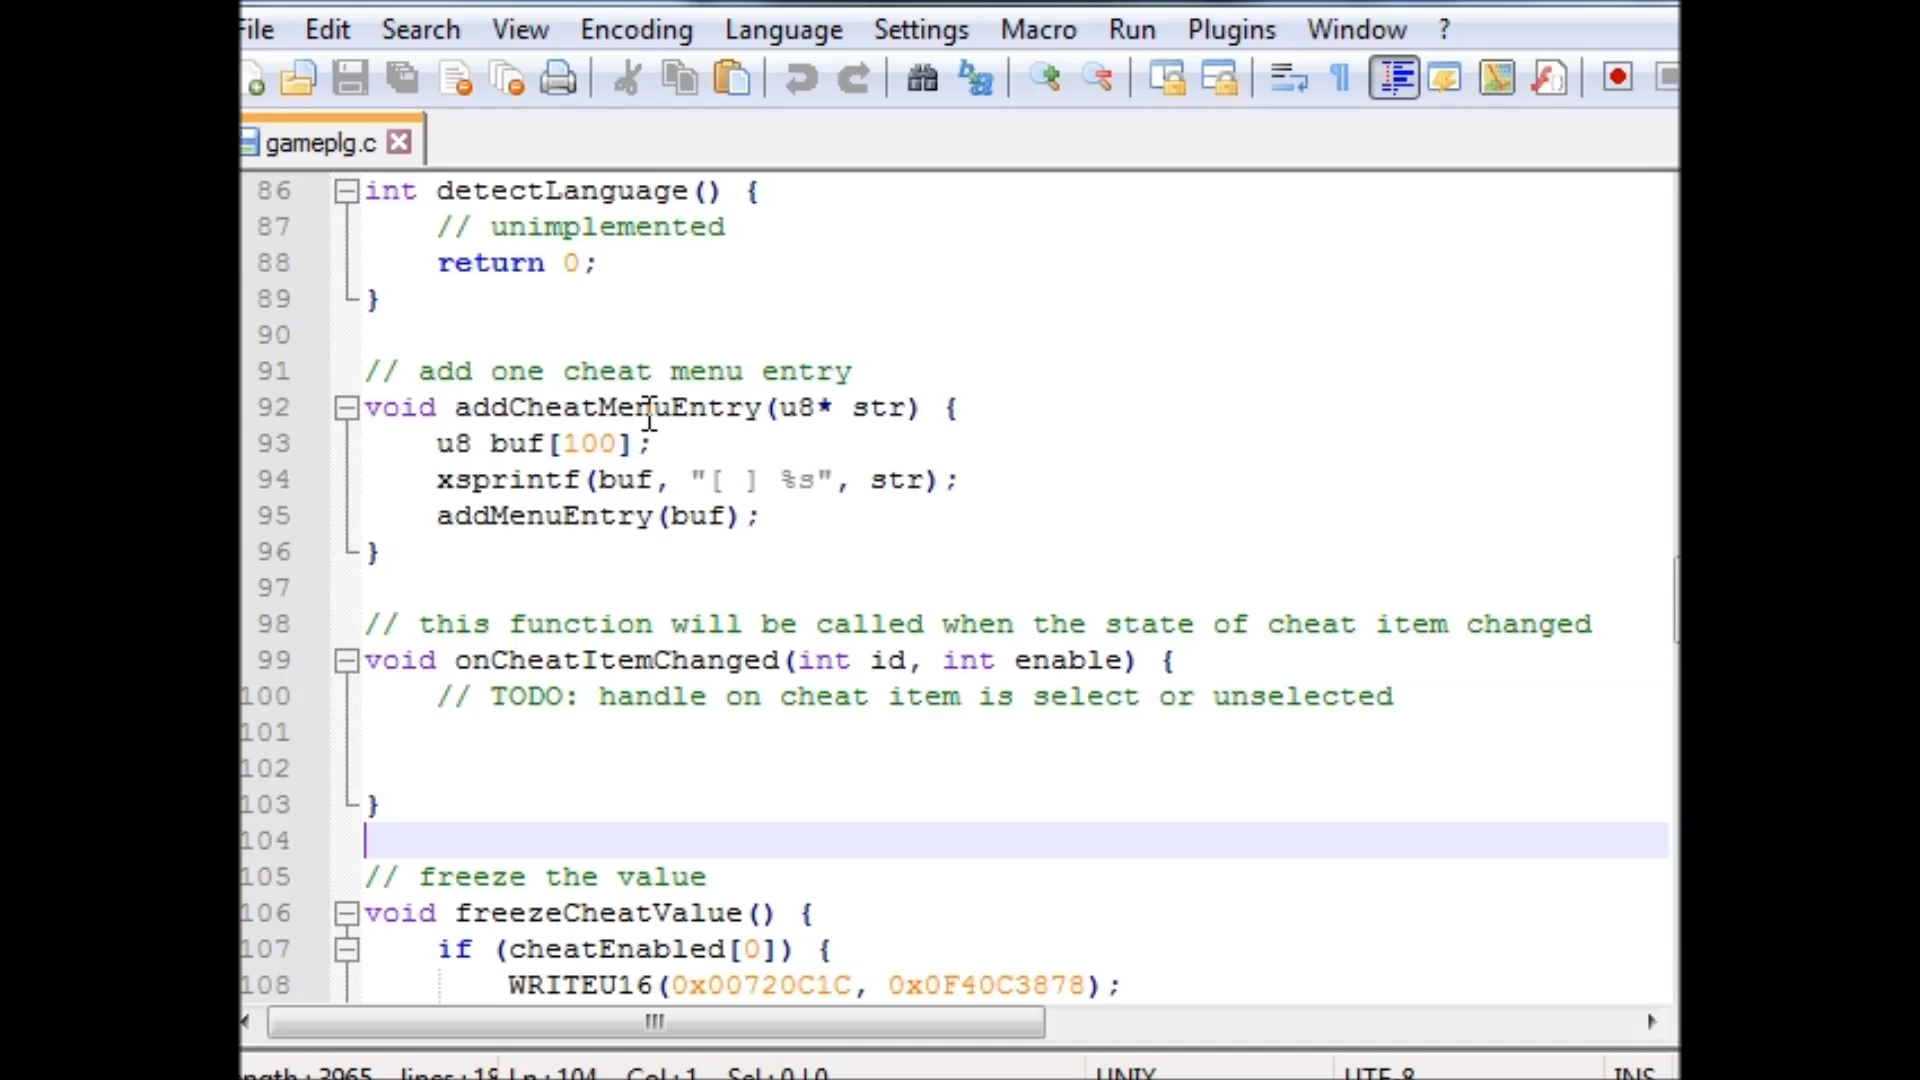 File Edit Search View Encoding Language Settings Macro Run Plugins Window ?
gameplg.c
86 int detectLanguage() {
87 // unimplemented
88 return 0;
89 }
90
91 // add one cheat menu entry
92 void addCheatMenuEntry(u8* str) {
93 u8 buf[100];
94 xsprintf(buf, "[ ] %s", str);
95 addMenuEntry(buf);
96 }
97
98 // this function will be called when the state of cheat item changed
99 void onCheatItemChanged(int id, int enable) {
100 // TODO: handle on cheat item is select or unselected
101
102
103 }
104
105 // freeze the value
106 void freezeCheatValue() {
107 if (cheatEnabled[0]) {
108 WRITEU16(0x00720C1C, 0x0F40C3878);
ngth : 3965 lines : 18 Ln : 104 Col : 1 Sel : 0 | 0 UNIX UTF-8 INS